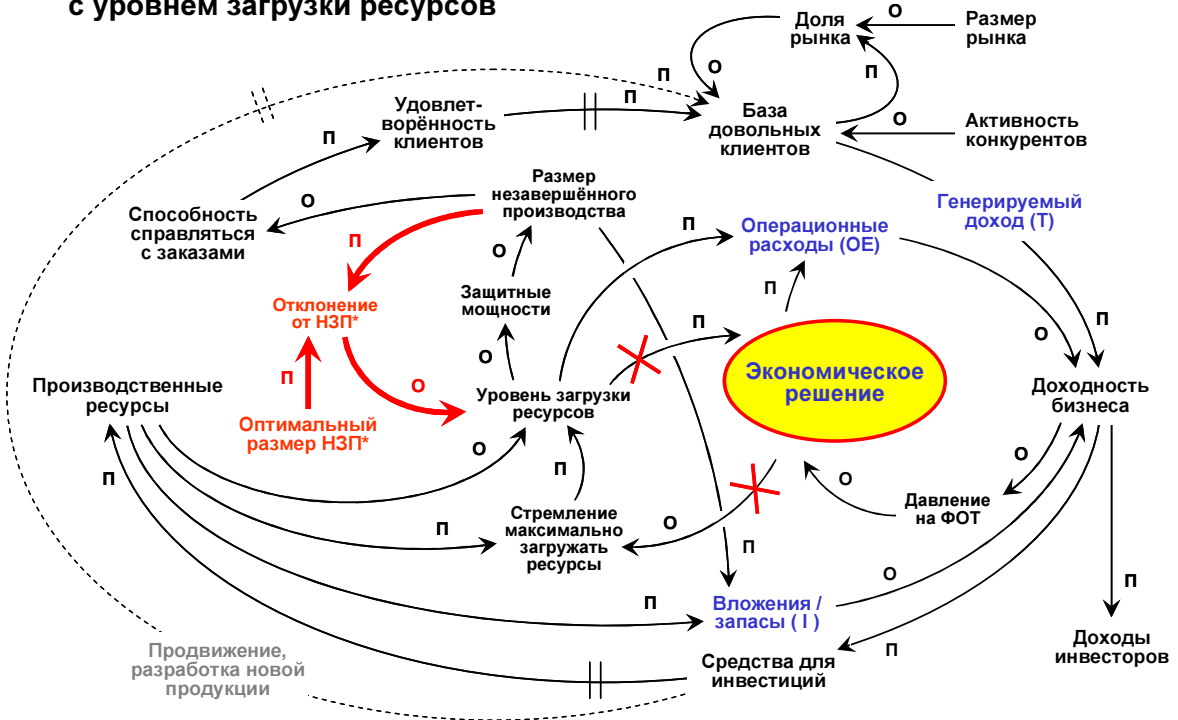 с уровнем загрузки ресурсов
Доля
рынка
О
Размер
рынка
П
О
П
П
Удовлет-
ворённость
клиентов
П
База
довольных
клиентов
О
Активность
конкурентов
П
Размер
незавершённого
производства
О
Способность
справляться
с заказами
П
П
Операционные
расходы (OE)
Генерируемый
доход (Т)
О
Защитные
мощности
П
Отклонение
от НЗП*
П
О
П
О
Экономическое
решение
П
О
Уровень загрузки
ресурсов
Производственные
ресурсы
Оптимальный
размер НЗП*
Доходность
бизнеса
О
П
П
О
О
Давление
на ФОТ
Стремление
максимально
загружать
ресурсы
П
О
П
О
П
П
Вложения /
запасы ( I )
Продвижение,
разработка новой
продукции
Средства для
инвестиций
П
Доходы
инвесторов